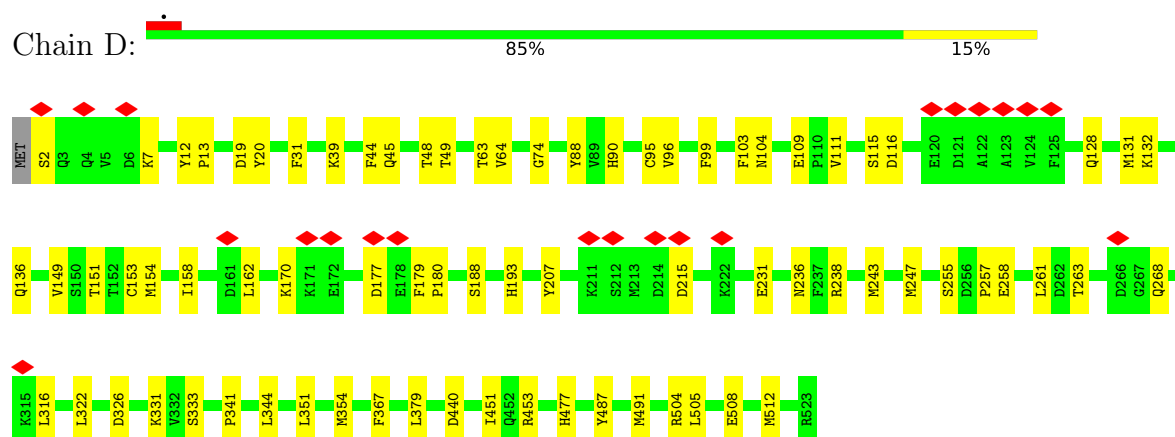 Chain D:
85%
15%
MET S2 Q3 Q4 V5 D6 K7 Y12 P13 D19 Y20 F31 K39 F44 Q45 T48 T49 T63 V64 G74 Y88 V89 H90 C95 V96 F99 F103 N104 E109 P110 V111 S115 D116 E120 D121 A122 A123 V124 F125 Q128 M131 K132
Q136 V149 S150 T151 T152 C153 M154 I158 D161 L162 K170 K171 E172 D177 E178 F179 P180 S188 H193 Y207 K211 S212 M213 D214 D215 K222 E231 N236 F237 R238 M243 M247 S255 D256 P257 E258 L261 D262 T263 D266 G267 Q268
K315 L316 L322 D326 K331 V332 S333 P341 L344 L351 M354 F367 L379 D440 I451 Q452 R453 H477 Y487 M491 R504 L505 E508 M512 R523